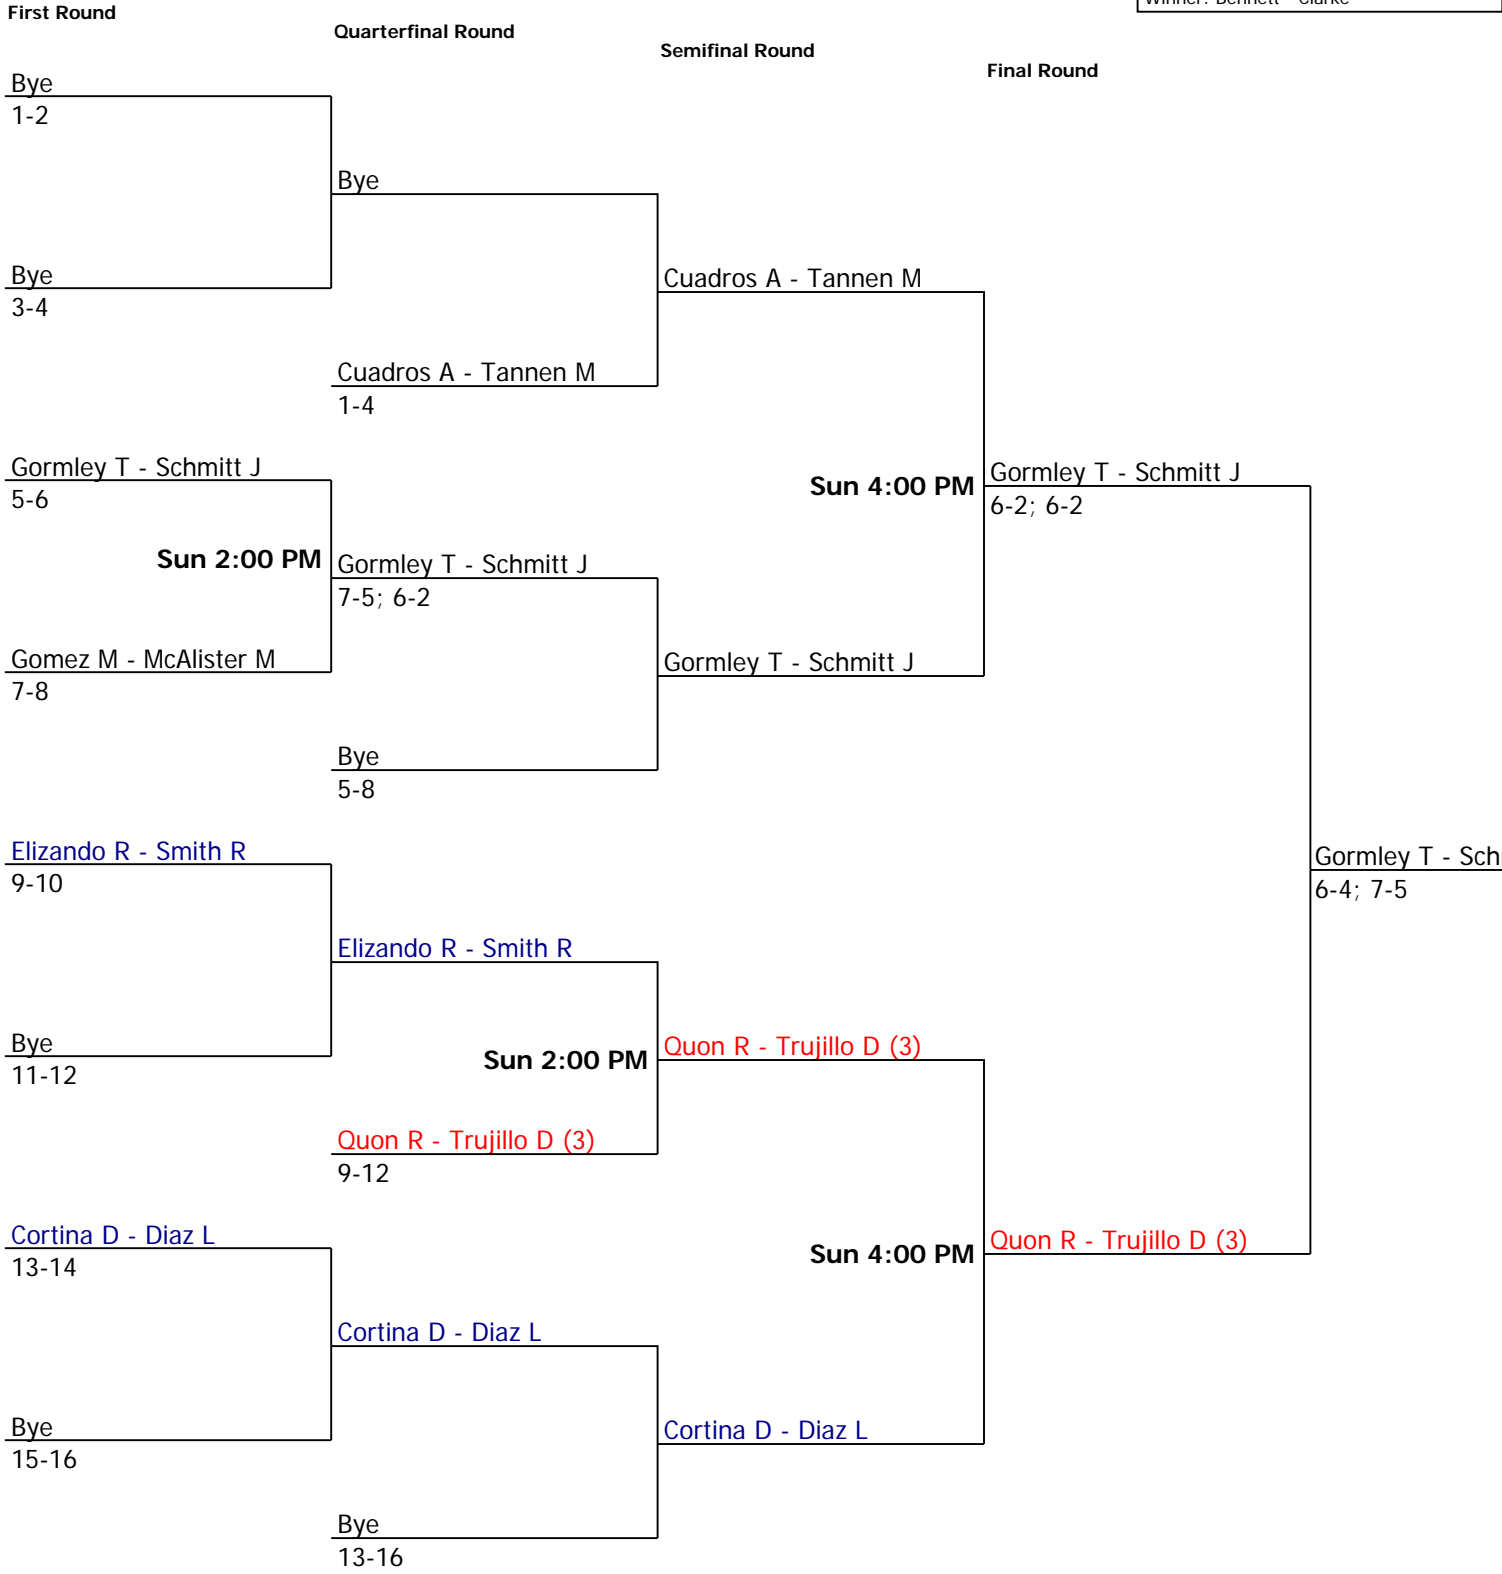 Winner: Bennett - Clarke
First Round
Quarterfinal Round
Semifinal Round
Final Round
Bye
1-2
Bye
Bye
3-4
Cuadros A - Tannen M
Cuadros A - Tannen M
1-4
Gormley T - Schmitt J
5-6
Sun 4:00 PM
Gormley T - Schmitt J
6-2; 6-2
Sun 2:00 PM
Gormley T - Schmitt J
7-5; 6-2
Gomez M - McAlister M
7-8
Gormley T - Schmitt J
Bye
5-8
Elizando R - Smith R
9-10
Gormley T - Sch
6-4; 7-5
Elizando R - Smith R
Bye
11-12
Sun 2:00 PM
Quon R - Trujillo D (3)
Quon R - Trujillo D (3)
9-12
Cortina D - Diaz L
13-14
Sun 4:00 PM
Quon R - Trujillo D (3)
Cortina D - Diaz L
Bye
15-16
Cortina D - Diaz L
Bye
13-16